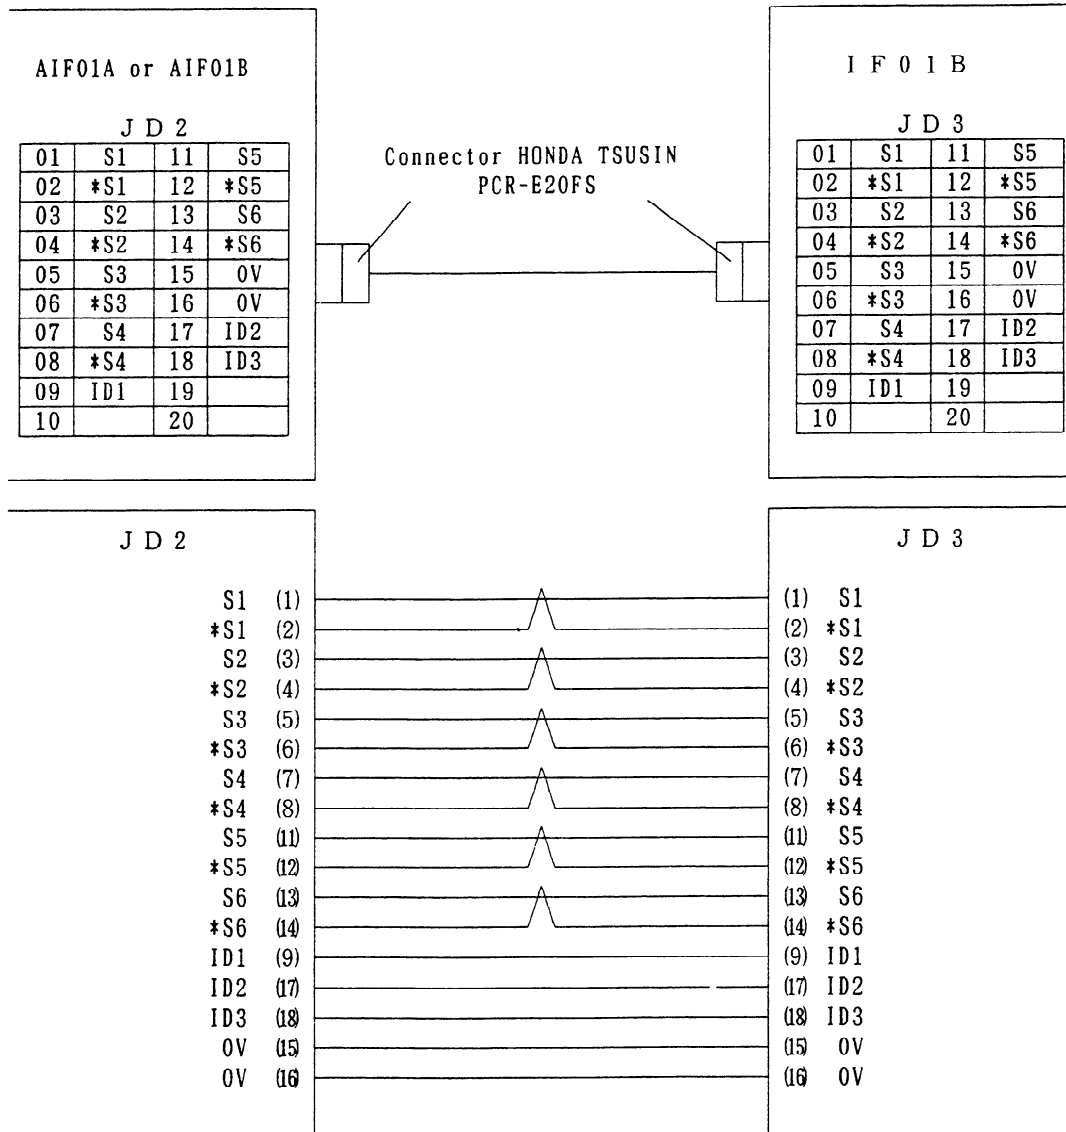 AIF01A or AIF01B
JD2
01 S1 11 S5
02 *S1 12 *S5
03 S2 13 S6
04 *S2 14 *S6
05 S3 15 0V
06 *S3 16 0V
07 S4 17 ID2
08 *S4 18 ID3
09 ID1 19
10 20
Connector HONDA TSUSIN
PCR-E20FS
IF01B
JD3
01 S1 11 S5
02 *S1 12 *S5
03 S2 13 S6
04 *S2 14 *S6
05 S3 15 0V
06 *S3 16 0V
07 S4 17 ID2
08 *S4 18 ID3
09 ID1 19
10 20
JD2 JD3
S1 (1) (1) S1
*S1 (2) (2) *S1
S2 (3) (3) S2
*S2 (4) (4) *S2
S3 (5) (5) S3
*S3 (6) (6) *S3
S4 (7) (7) S4
*S4 (8) (8) *S4
S5 (11) (11) S5
*S5 (12) (12) *S5
S6 (13) (13) S6
*S6 (14) (14) *S6
ID1 (9) (9) ID1
ID2 (17) (17) ID2
ID3 (18) (18) ID3
0V (15) (15) 0V
0V (16) (16) 0V